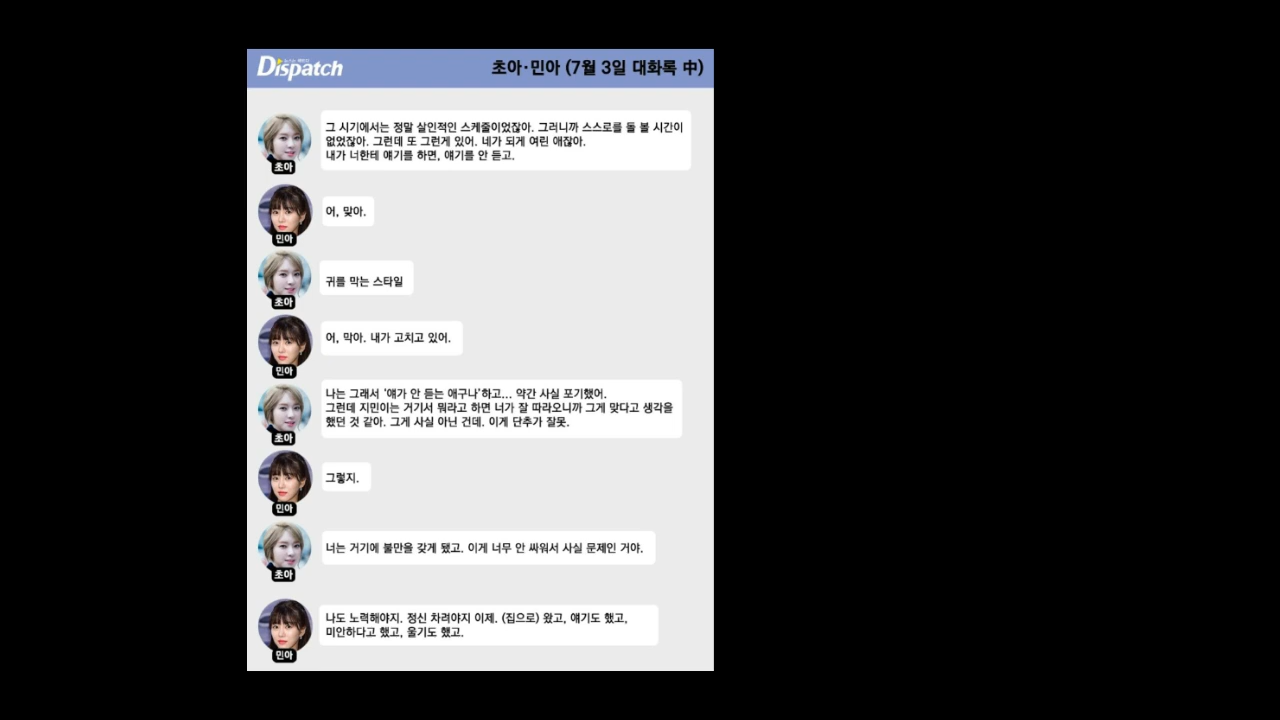 Dispatch
초아·민아 (7월 3일 대화록 中)
그 시기에서는 정말 살인적인 스케줄이었잖아. 그러니까 스스로를 돌 볼 시간이
없었잖아. 그런데 또 그런게 있어. 네가 되게 여린 애잖아.
내가 너한테 얘기를 하면, 얘기를 안 듣고.
초아
어, 맞아.
민아
귀를 막는 스타일
초아
어, 막아. 내가 고치고 있어.
민아
나는 그래서 '얘가 안 듣는 애구나'하고... 약간 사실 포기했어.
그런데 지민이는 거기서 뭐라고 하면 너가 잘 따라오니까 그게 맞다고 생각을
했던 것 같아. 그게 사실 아닌 건데. 이게 단추가 잘못.
초아
그렇지.
민아
너는 거기에 불만을 갖게 됐고. 이게 너무 안 싸워서 사실 문제인 거야.
초아
나도 노력해야지. 정신 차려야지 이제. (집으로) 왔고, 얘기도 했고,
미안하다고 했고, 울기도 했고.
민아